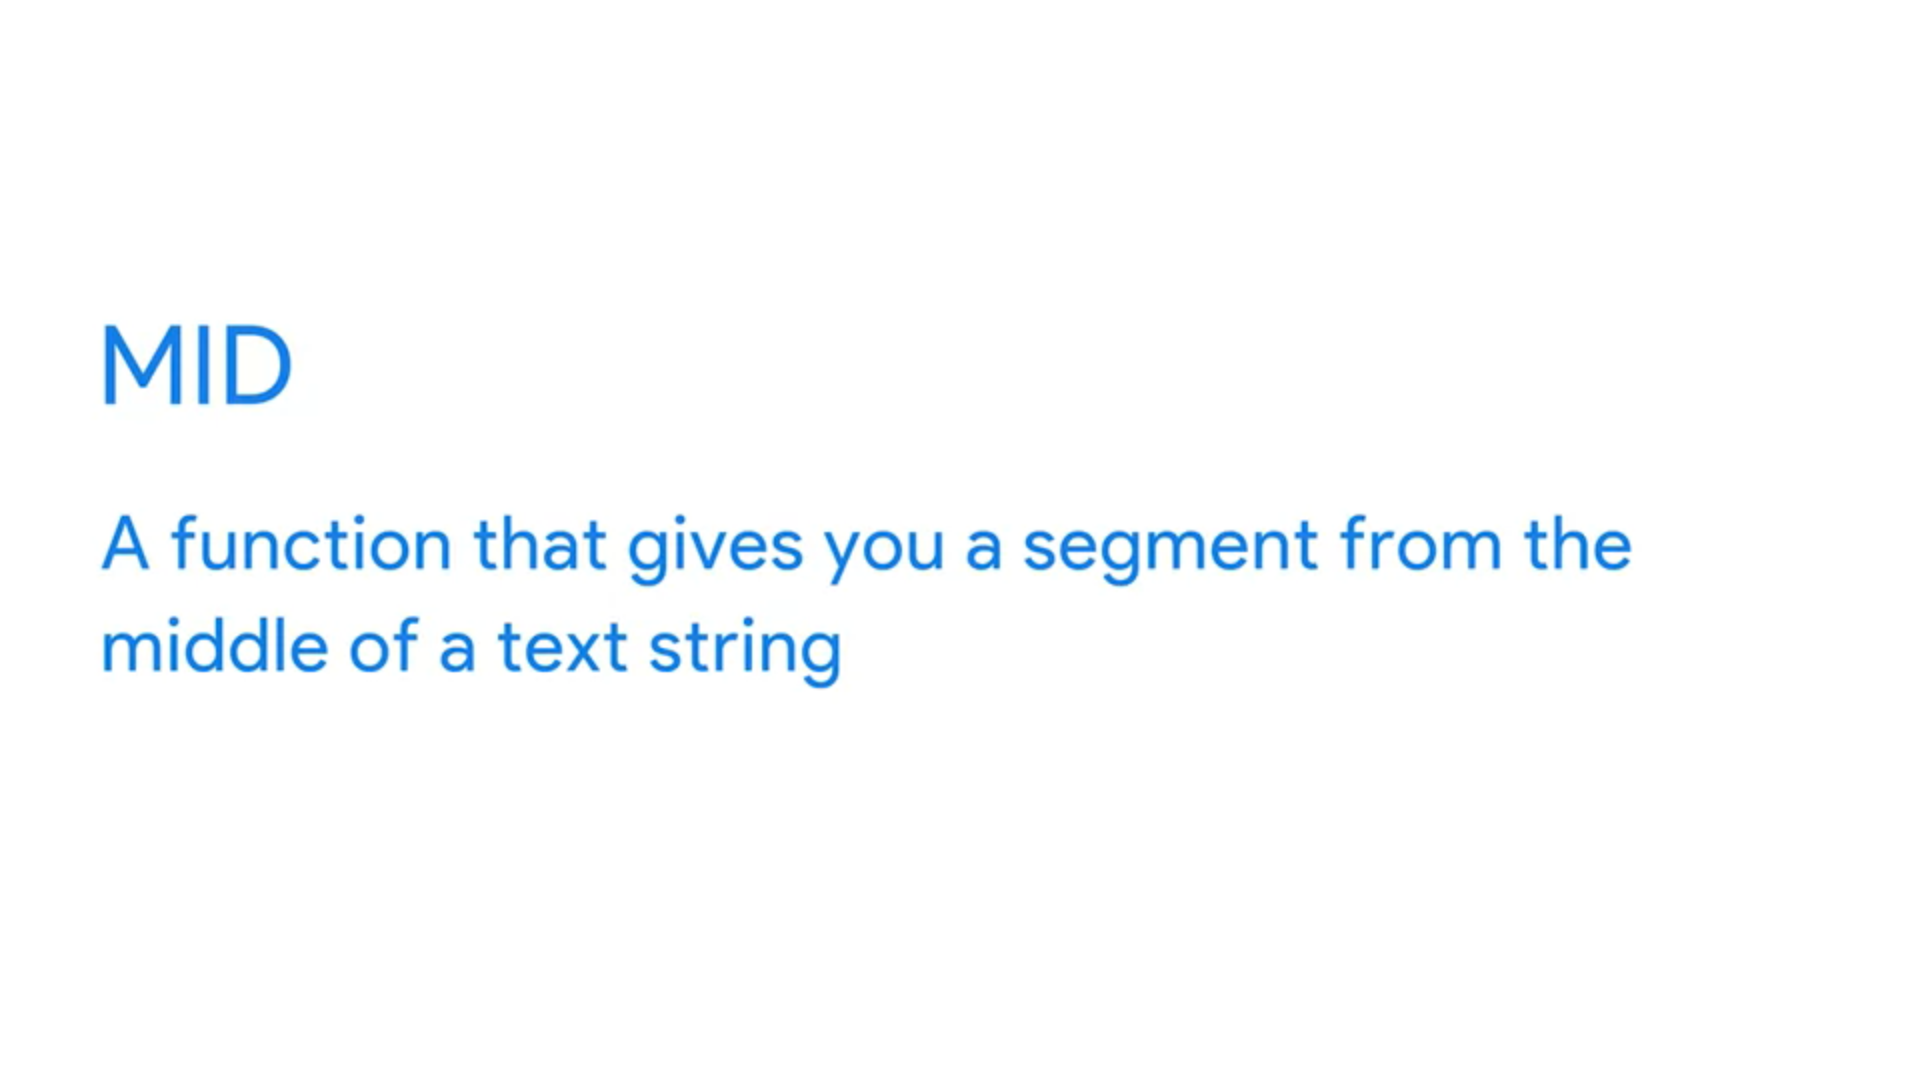 MID
A function that gives you a segment from the
middle of a text string